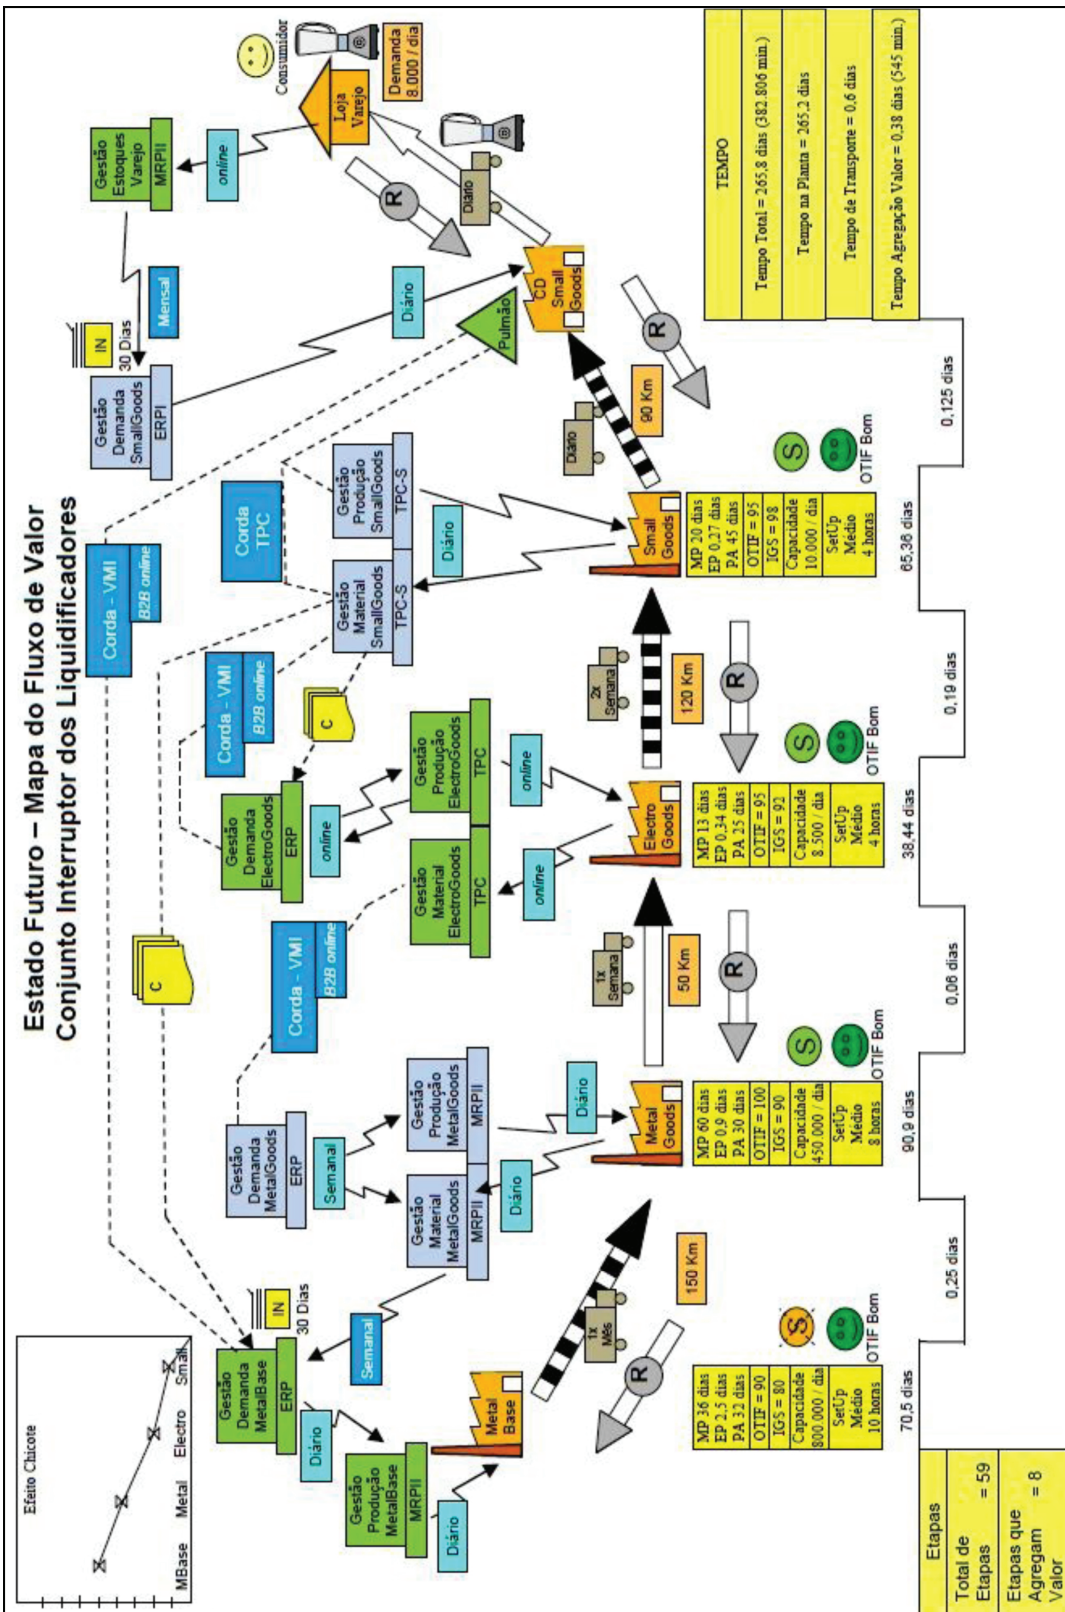 Estado Futuro – Mapa do Fluxo de Valor
Conjunto Interruptor dos Liquidificadores
Efeito Chicote
MBase
Metal
Electro
Small
Gestão
Demanda
MetalBase
ERP
IN
30 Dias
Diário
Gestão
Produção
MetalBase
MRPII
Diário
Metal
Base
Semanal
C
Gestão
Demanda
MetalGoods
ERP
Semanal
Gestão
Material
MetalGoods
MRPII
Gestão
Produção
MetalGoods
MRPII
Diário
Diário
Metal
Goods
Corda - VMI
B2B online
Gestão
Demanda
ElectroGoods
ERP
online
Gestão
Material
ElectroGoods
TPC
Gestão
Produção
ElectroGoods
TPC
online
online
Electro
Goods
Corda - VMI
B2B online
C
Corda - VMI
B2B online
Corda
TPC
Gestão
Material
SmallGoods
TPC-S
Gestão
Produção
SmallGoods
TPC-S
Diário
Small
Goods
Gestão
Demanda
SmallGoods
ERPI
IN
30 Dias
Mensal
Gestão
Estoques
Varejo
MRPII
online
Diário
Pulmão
CD
Small
Goods
Loja
Varejo
Consumidor
Demanda
8.000 / dia
Diário
R
R
Diário
90 Km
2x
Semana
120 Km
R
1x
Semana
50 Km
R
1x
Mês
150 Km
R
MP 36 dias
EP 2,5 dias
PA 32 dias
OTIF = 90
IGS = 80
Capacidade
800.000 / dia
SetUp
Médio
10 horas
S
OTIF Bom
MP 60 dias
EP 0,9 dias
PA 30 dias
OTIF = 100
IGS = 90
Capacidade
450.000 / dia
SetUp
Médio
8 horas
S
OTIF Bom
MP 13 dias
EP 0,34 dias
PA 25 dias
OTIF = 95
IGS = 92
Capacidade
8.500 / dia
SetUp
Médio
4 horas
S
OTIF Bom
MP 20 dias
EP 0,27 dias
PA 45 dias
OTIF = 95
IGS = 98
Capacidade
10.000 / dia
SetUp
Médio
4 horas
S
OTIF Bom
70,5 dias
0,25 dias
90,9 dias
0,06 dias
38,44 dias
0,19 dias
65,36 dias
0,125 dias
TEMPO
Tempo Total = 265,8 dias (382.806 min.)
Tempo na Planta = 265,2 dias
Tempo de Transporte = 0,6 dias
Tempo Agregação Valor = 0,38 dias (545 min.)
Etapas
Total de
Etapas = 59
Etapas que
Agregam = 8
Valor